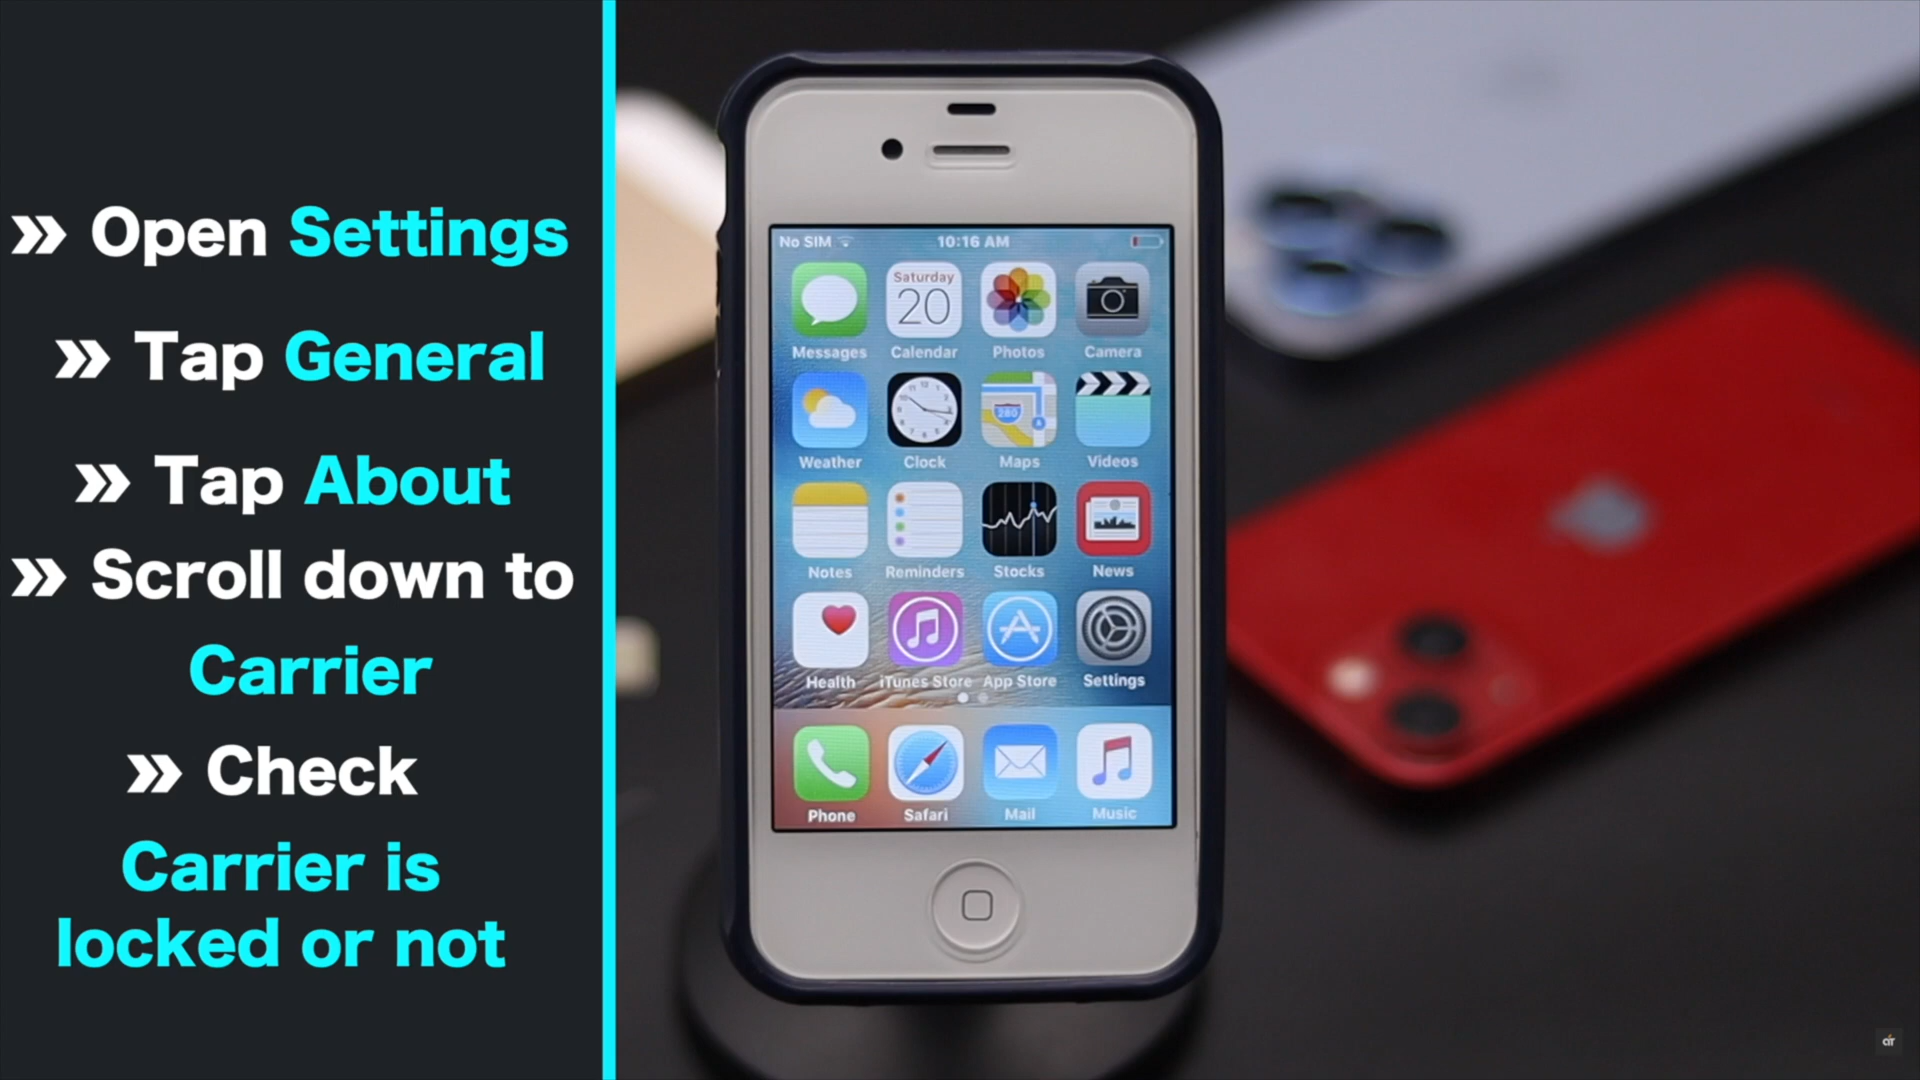 » Open Settings
» Tap General
» Tap About
» Scroll down to
Carrier
» Check
Carrier is
locked or not
No SIM 10:16 AM
Saturday
20
Messages Calendar Photos Camera
280
Weather Clock Maps Videos
Notes Reminders Stocks News
Health iTunes Store App Store Settings
Phone Safari Mail Music